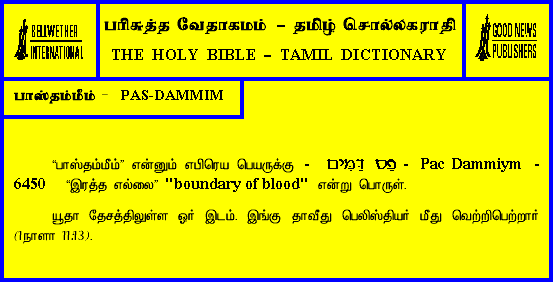 BELLWETHER
INTERNATIONAL
பரிசுத்த வேதாகமம் – தமிழ் சொல்லகராதி
THE HOLY BIBLE – TAMIL DICTIONARY
GOOD NEWS
PUBLISHERS
பாஸ்தம்மீம் – PAS-DAMMIM
“பாஸ்தம்மீம்” என்னும் எபிரெய பெயருக்கு - פַּס דַּמִּים - Pac Dammiym -
6450 “இரத்த எல்லை” "boundary of blood" என்று பொருள்.
யூதா தேசத்திலுள்ள ஓர் இடம். இங்கு தாவீது பெலிஸ்தியர் மீது வெற்றிபெற்றார்
(1நாளா 11:13).